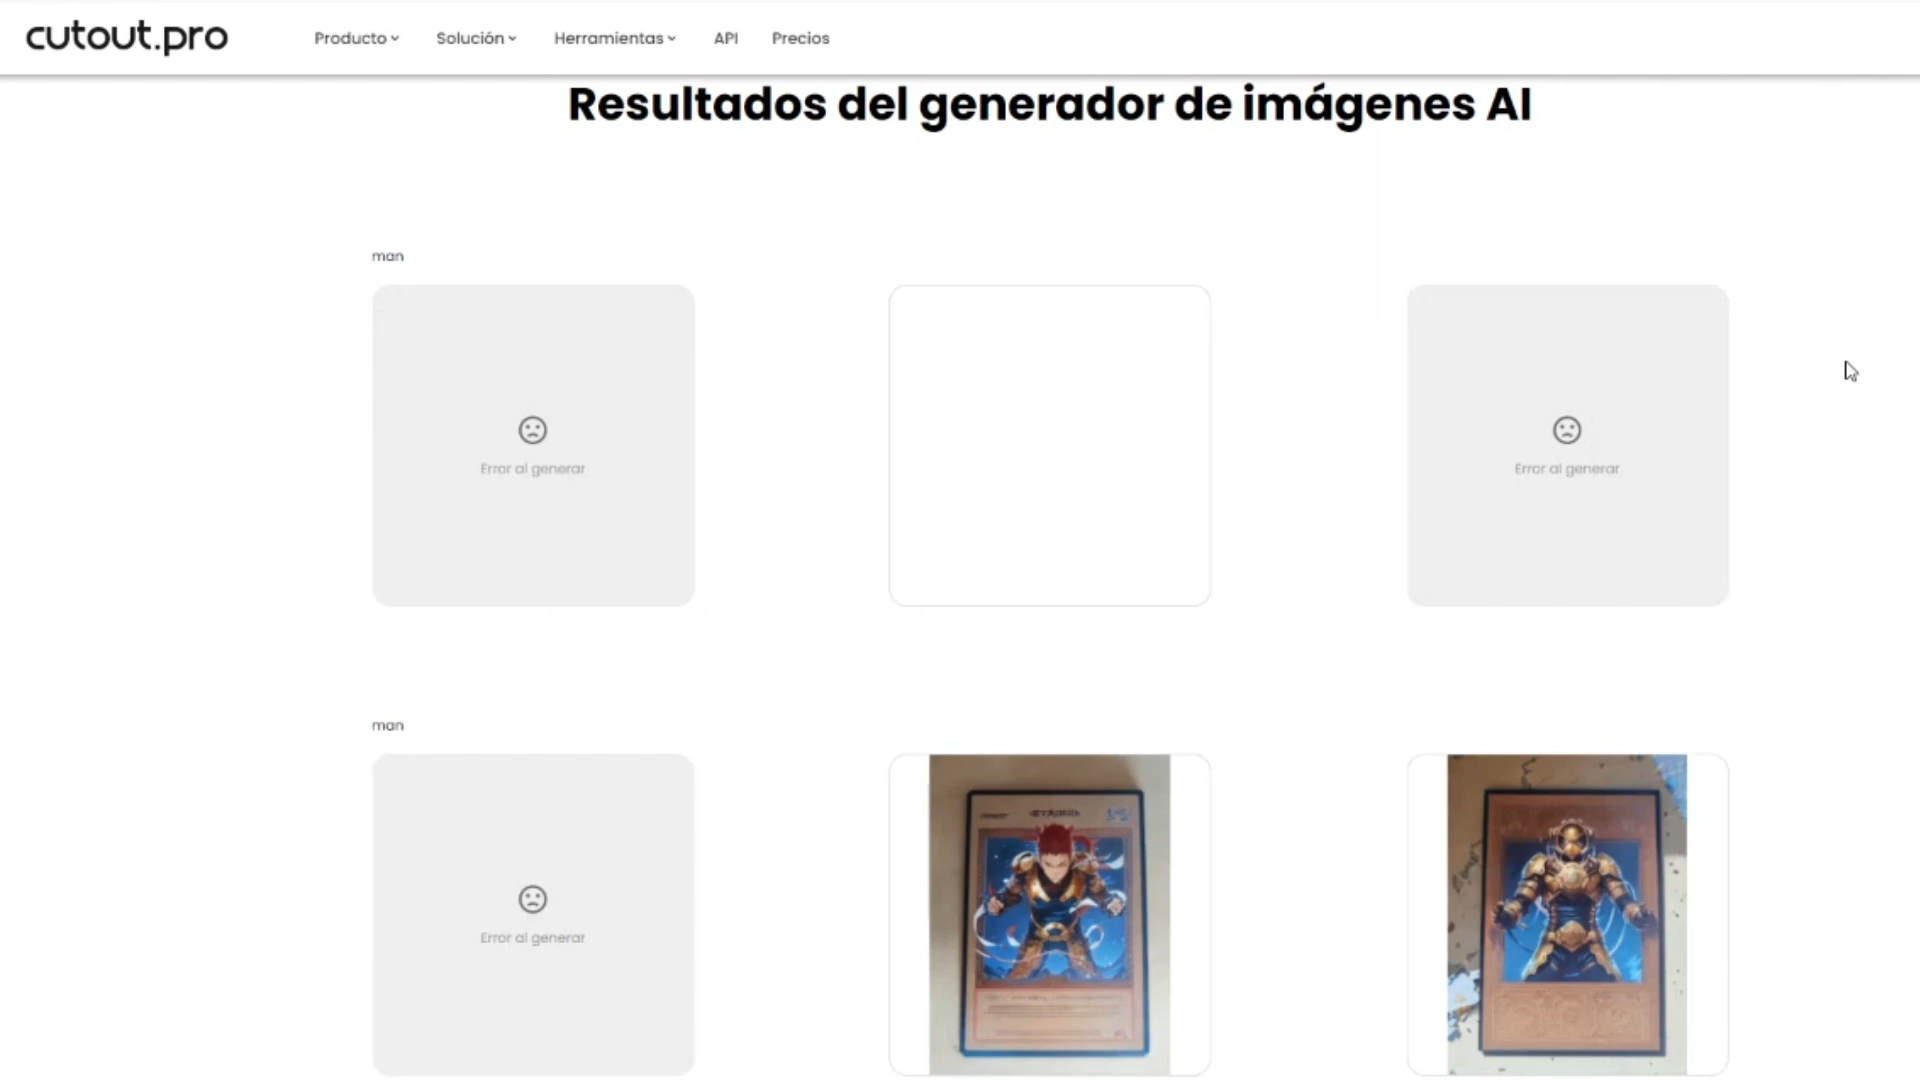 cutout.pro
Producto
Solución
Herramientas
API
Precios
Resultados del generador de imágenes AI
man
Error al generar
Error al generar
man
Error al generar